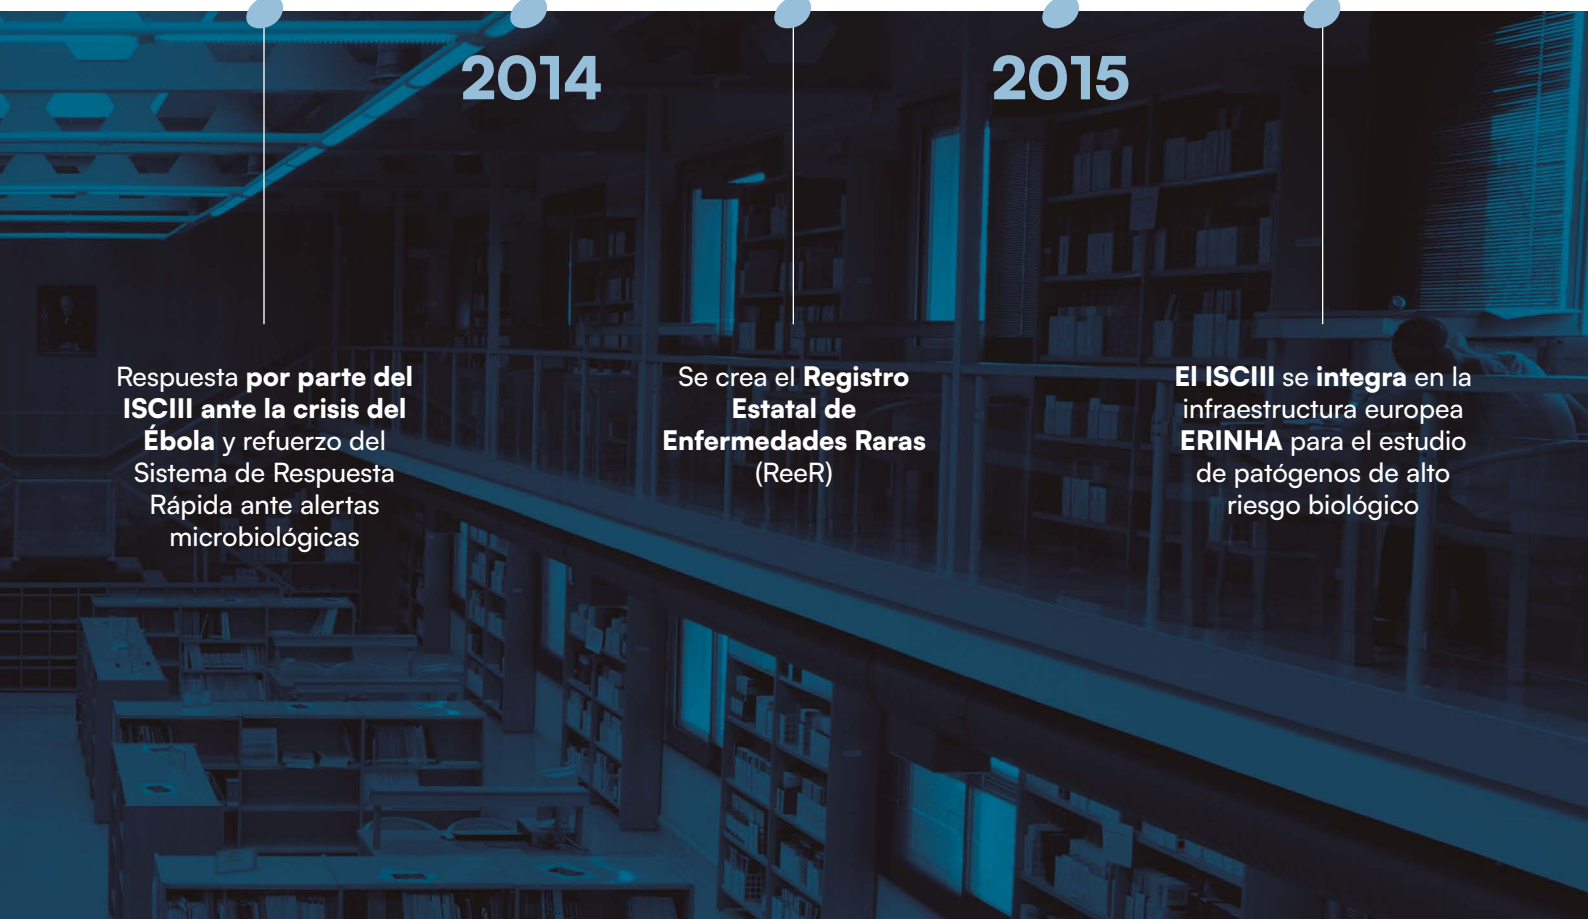 2014
2015
Respuesta por parte del
ISCIII ante la crisis del
Ébola y refuerzo del
Sistema de Respuesta
Rápida ante alertas
microbiológicas
Se crea el Registro
Estatal de
Enfermedades Raras
(ReeR)
El ISCIII se integra en la
infraestructura europea
ERINHA para el estudio
de patógenos de alto
riesgo biológico